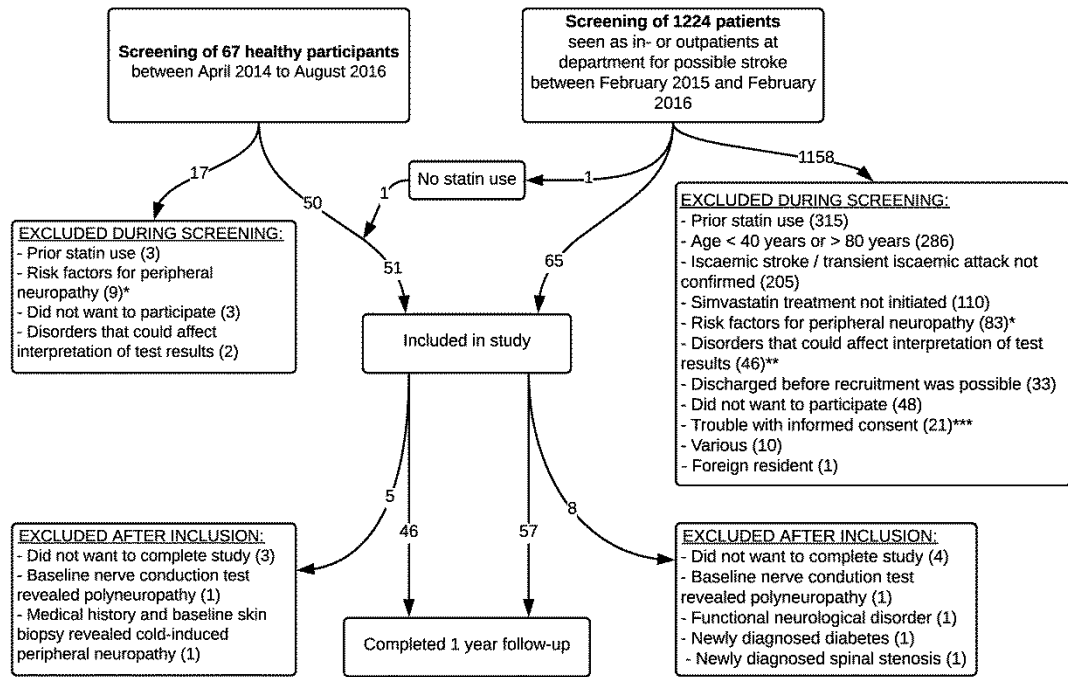 Screening of 67 healthy participants
between April 2014 to August 2016
Screening of 1224 patients
seen as in- or outpatients at
department for possible stroke
between February 2015 and February
2016
17
50
1
No statin use
1
1158
EXCLUDED DURING SCREENING:
- Prior statin use (3)
- Risk factors for peripheral
neuropathy (9)*
- Did not want to participate (3)
- Disorders that could affect
interpretation of test results (2)
51
65
Included in study
EXCLUDED DURING SCREENING:
- Prior statin use (315)
- Age < 40 years or > 80 years (286)
- Iscaemic stroke / transient iscaemic attack not
confirmed (205)
- Simvastatin treatment not initiated (110)
- Risk factors for peripheral neuropathy (83)*
- Disorders that could affect interpretation of test
results (46)**
- Discharged before recruitment was possible (33)
- Did not want to participate (48)
- Trouble with informed consent (21)***
- Various (10)
- Foreign resident (1)
5
46
57
8
EXCLUDED AFTER INCLUSION:
- Did not want to complete study (3)
- Baseline nerve conduction test
revealed polyneuropathy (1)
- Medical history and baseline skin
biopsy revealed cold-induced
peripheral neuropathy (1)
Completed 1 year follow-up
EXCLUDED AFTER INCLUSION:
- Did not want to complete study (4)
- Baseline nerve condution test
revealed polyneuropathy (1)
- Functional neurological disorder (1)
- Newly diagnosed diabetes (1)
- Newly diagnosed spinal stenosis (1)